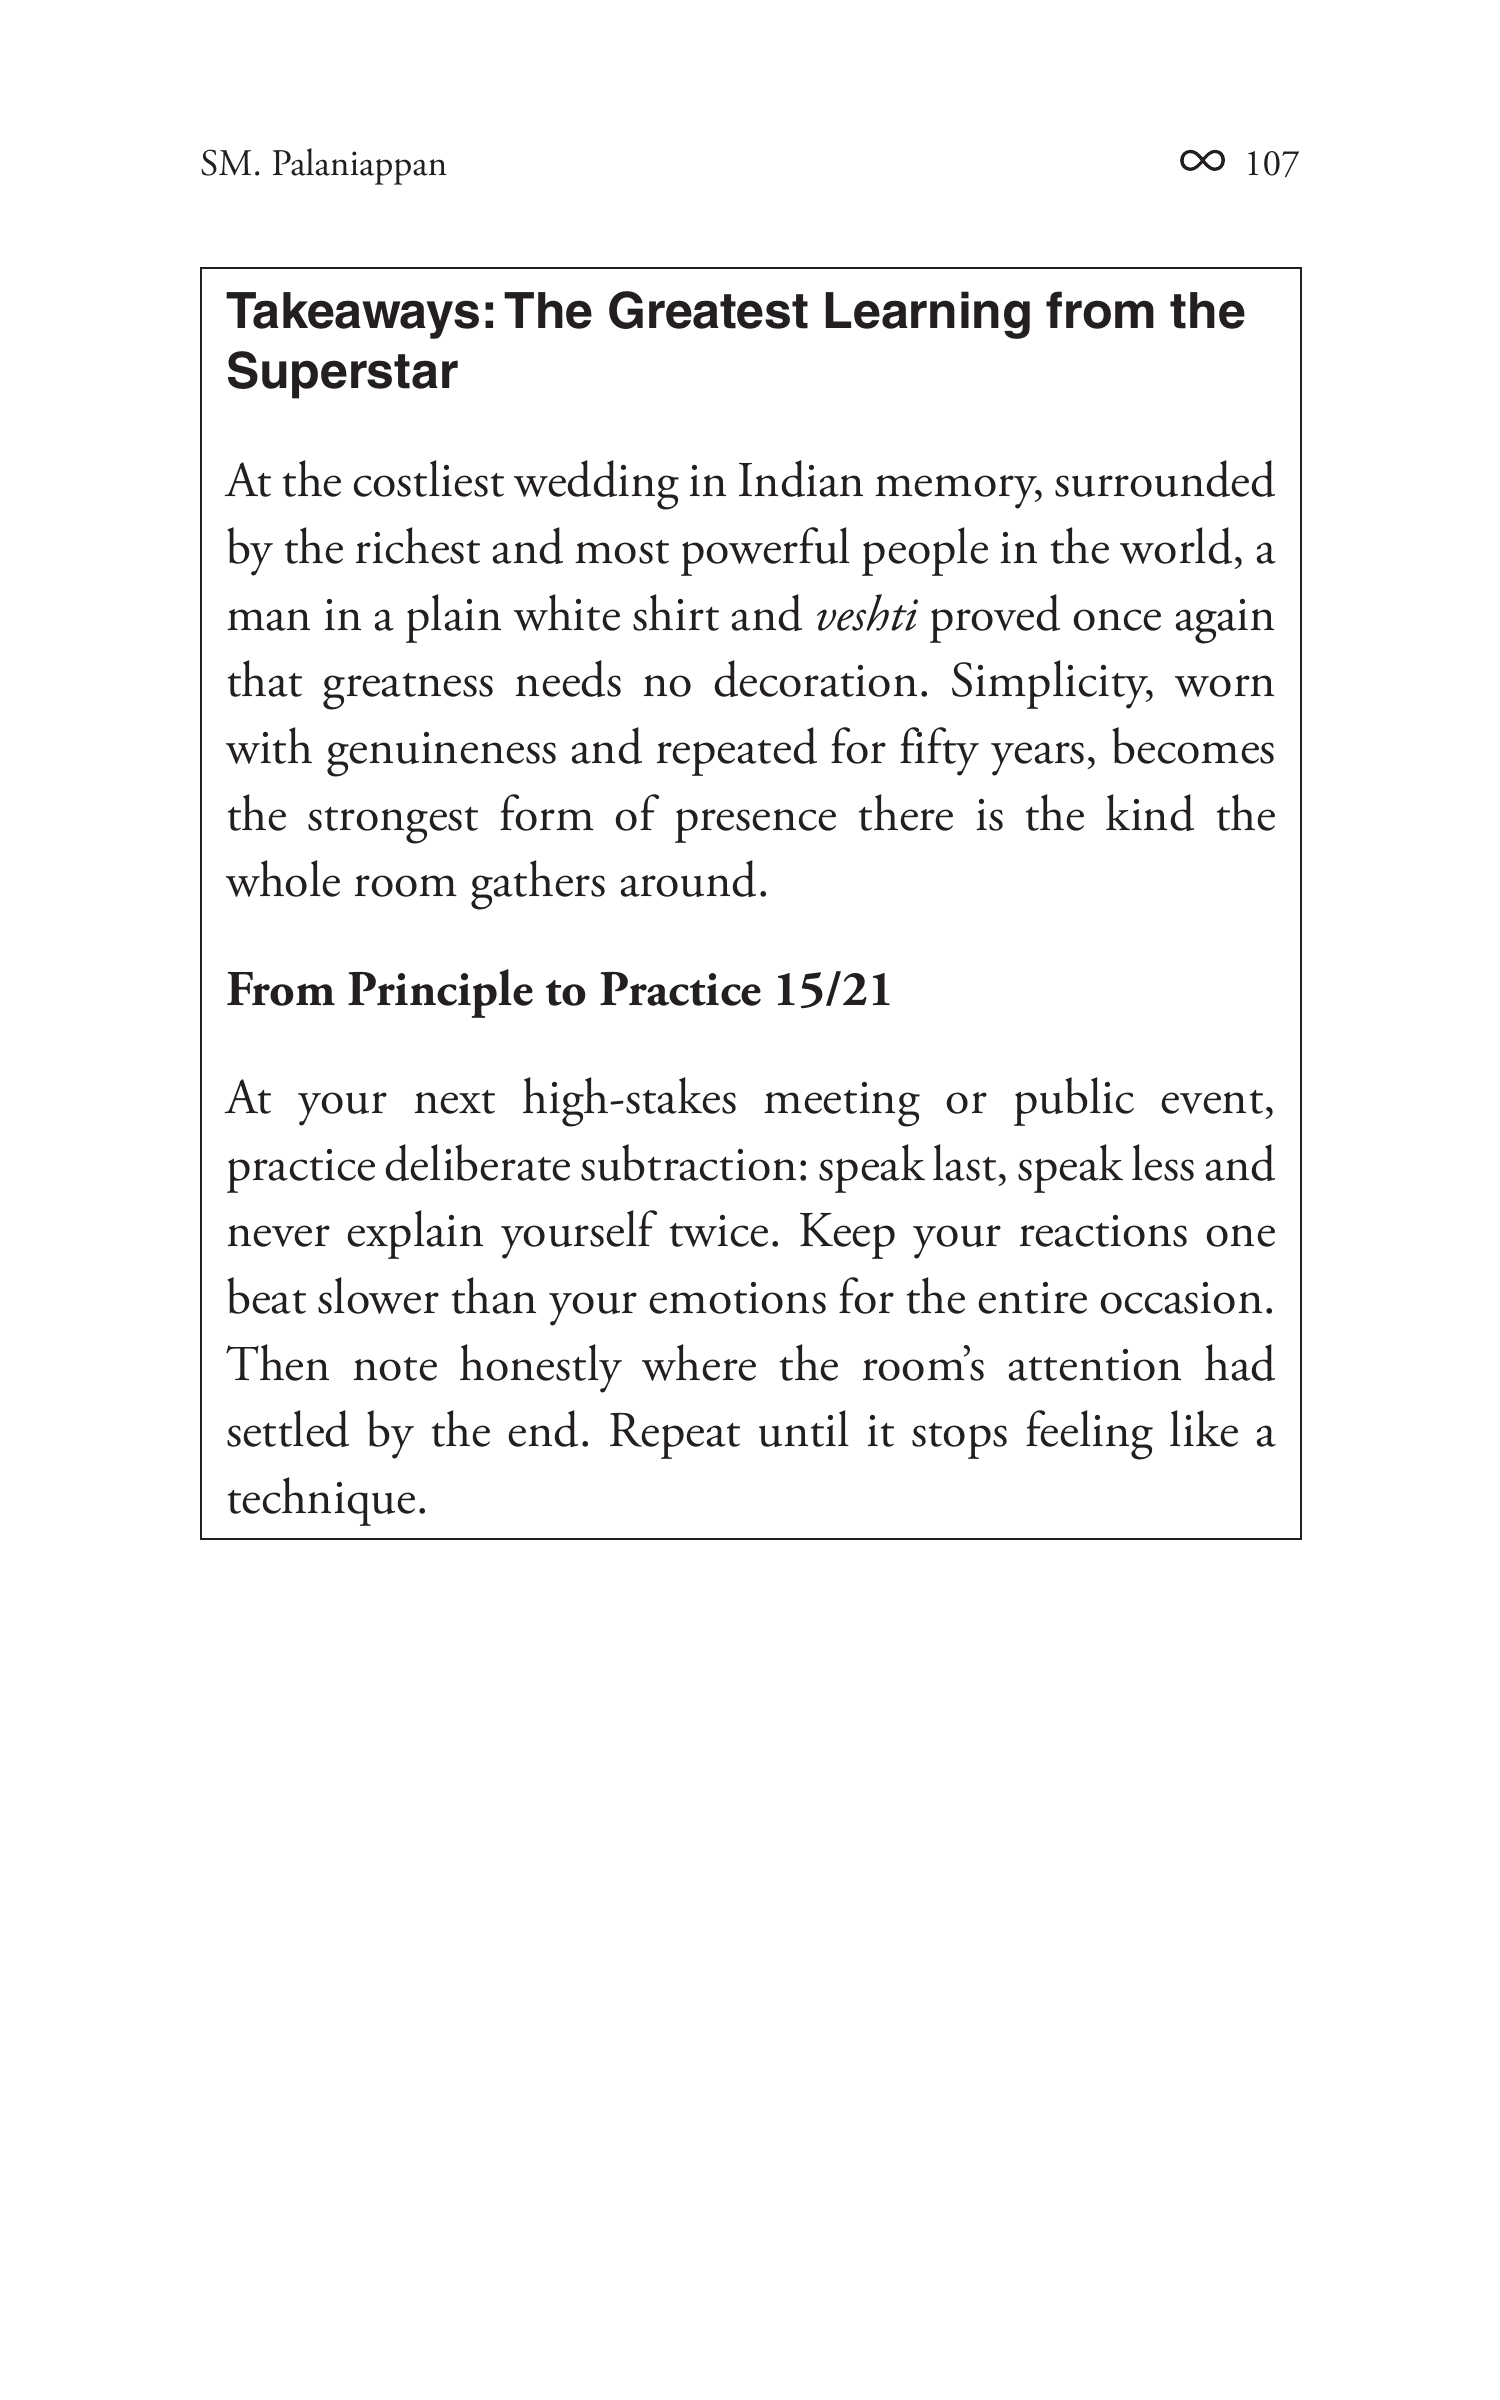 SM. Palaniappan ∞ 107
Takeaways: The Greatest Learning from the
Superstar
At the costliest wedding in Indian memory, surrounded
by the richest and most powerful people in the world, a
man in a plain white shirt and veshti proved once again
that greatness needs no decoration. Simplicity, worn
with genuineness and repeated for fifty years, becomes
the strongest form of presence there is the kind the
whole room gathers around.
From Principle to Practice 15/21
At your next high-stakes meeting or public event,
practice deliberate subtraction: speak last, speak less and
never explain yourself twice. Keep your reactions one
beat slower than your emotions for the entire occasion.
Then note honestly where the room’s attention had
settled by the end. Repeat until it stops feeling like a
technique.